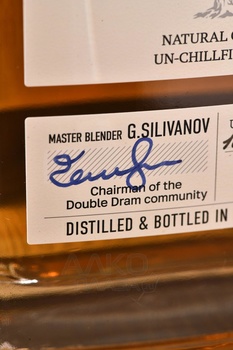 NATURAL
UN-CHILLFI
MASTER BLENDER G.SILIVANOV
Chairman of the
Double Dram community
DISTILLED & BOTTLED IN